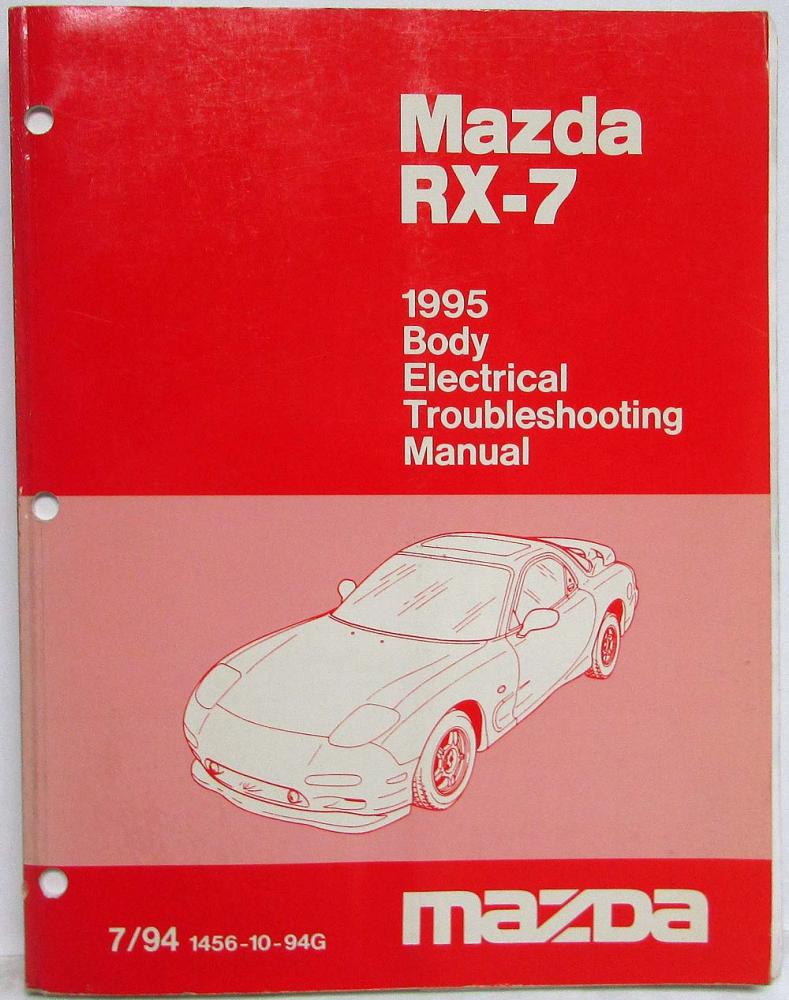 Mazda
RX-7
1995
Body
Electrical
Troubleshooting
Manual
7/94 1456-10-94G
mazda